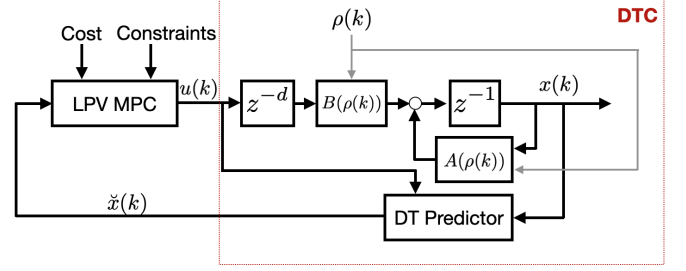 ρ(k)
DTC
Cost
Constraints
LPV MPC
u(k)
z^{-d}
B(ρ(k))
z^{-1}
x(k)
A(ρ(k))
x̆(k)
DT Predictor